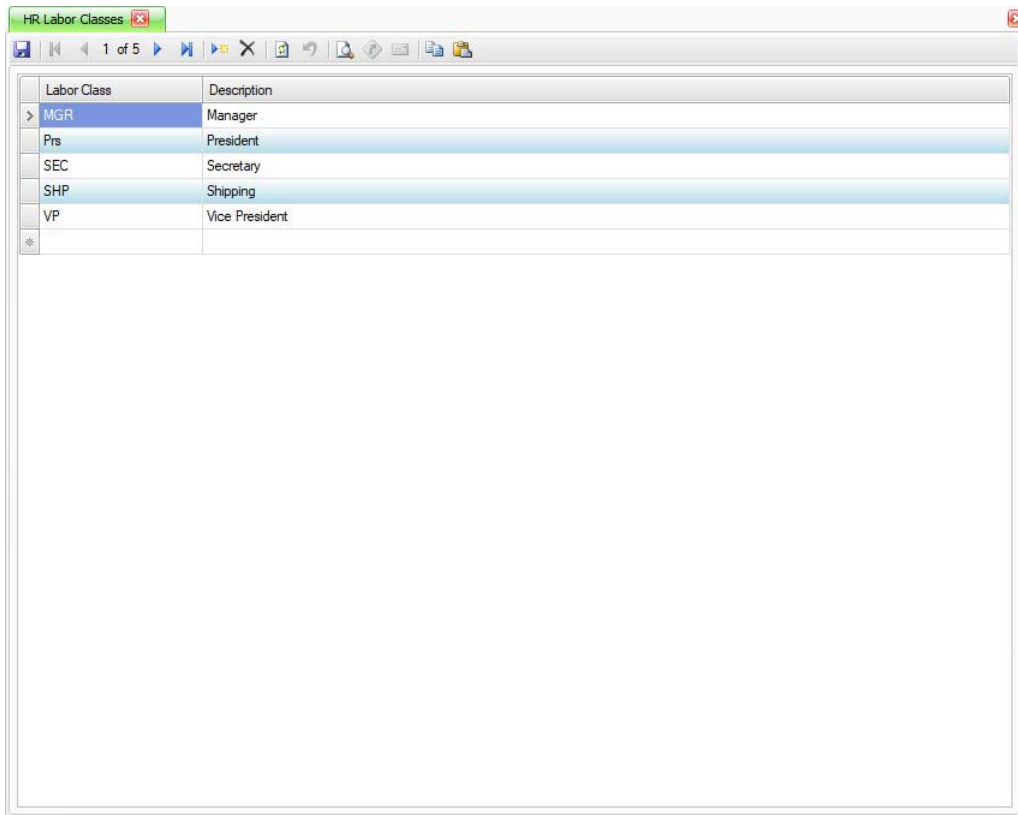 HR Labor Classes
1 of 5
Labor Class Description
MGR Manager
Prs President
SEC Secretary
SHP Shipping
VP Vice President